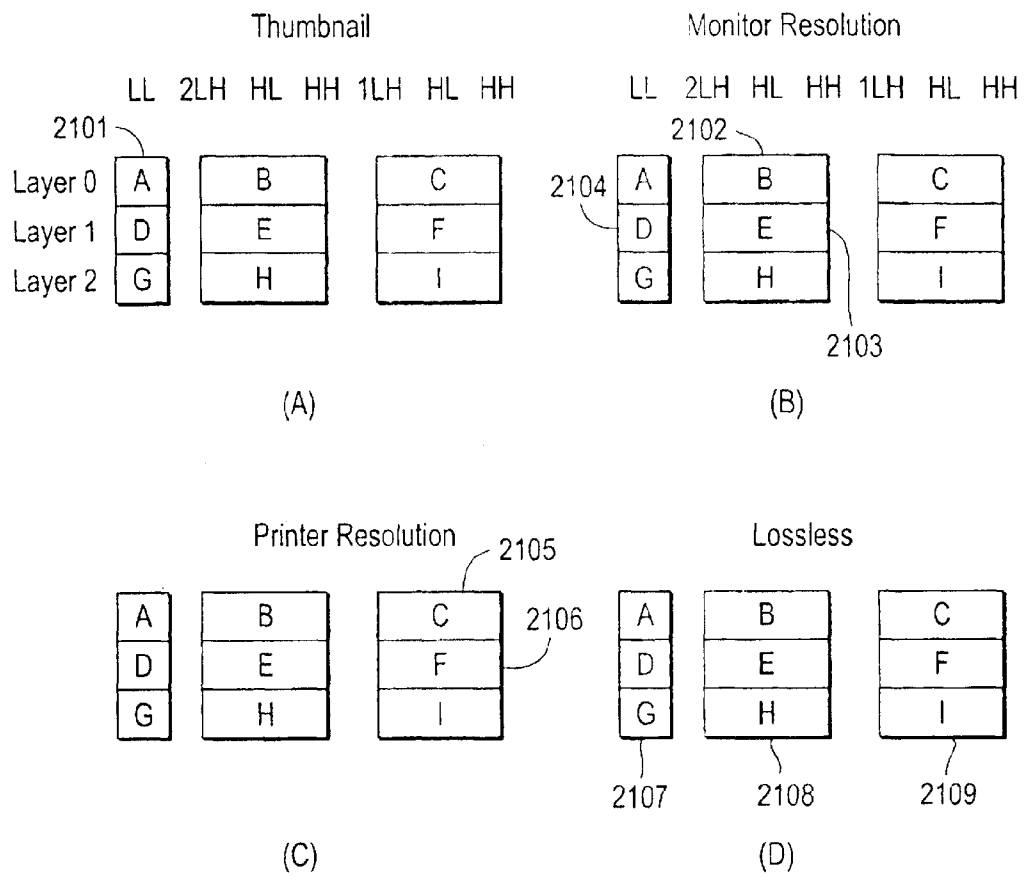 Thumbnail
Monitor Resolution
LL 2LH HL HH 1LH HL HH
LL 2LH HL HH 1LH HL HH
2101
2102
Layer 0 A B C
2104 A B C
Layer 1 D E F
D E F
Layer 2 G H I
G H I
2103
(A)
(B)
Printer Resolution
Lossless
2105
A B C
A B C
2106
D E F
D E F
G H I
G H I
2107 2108 2109
(C)
(D)